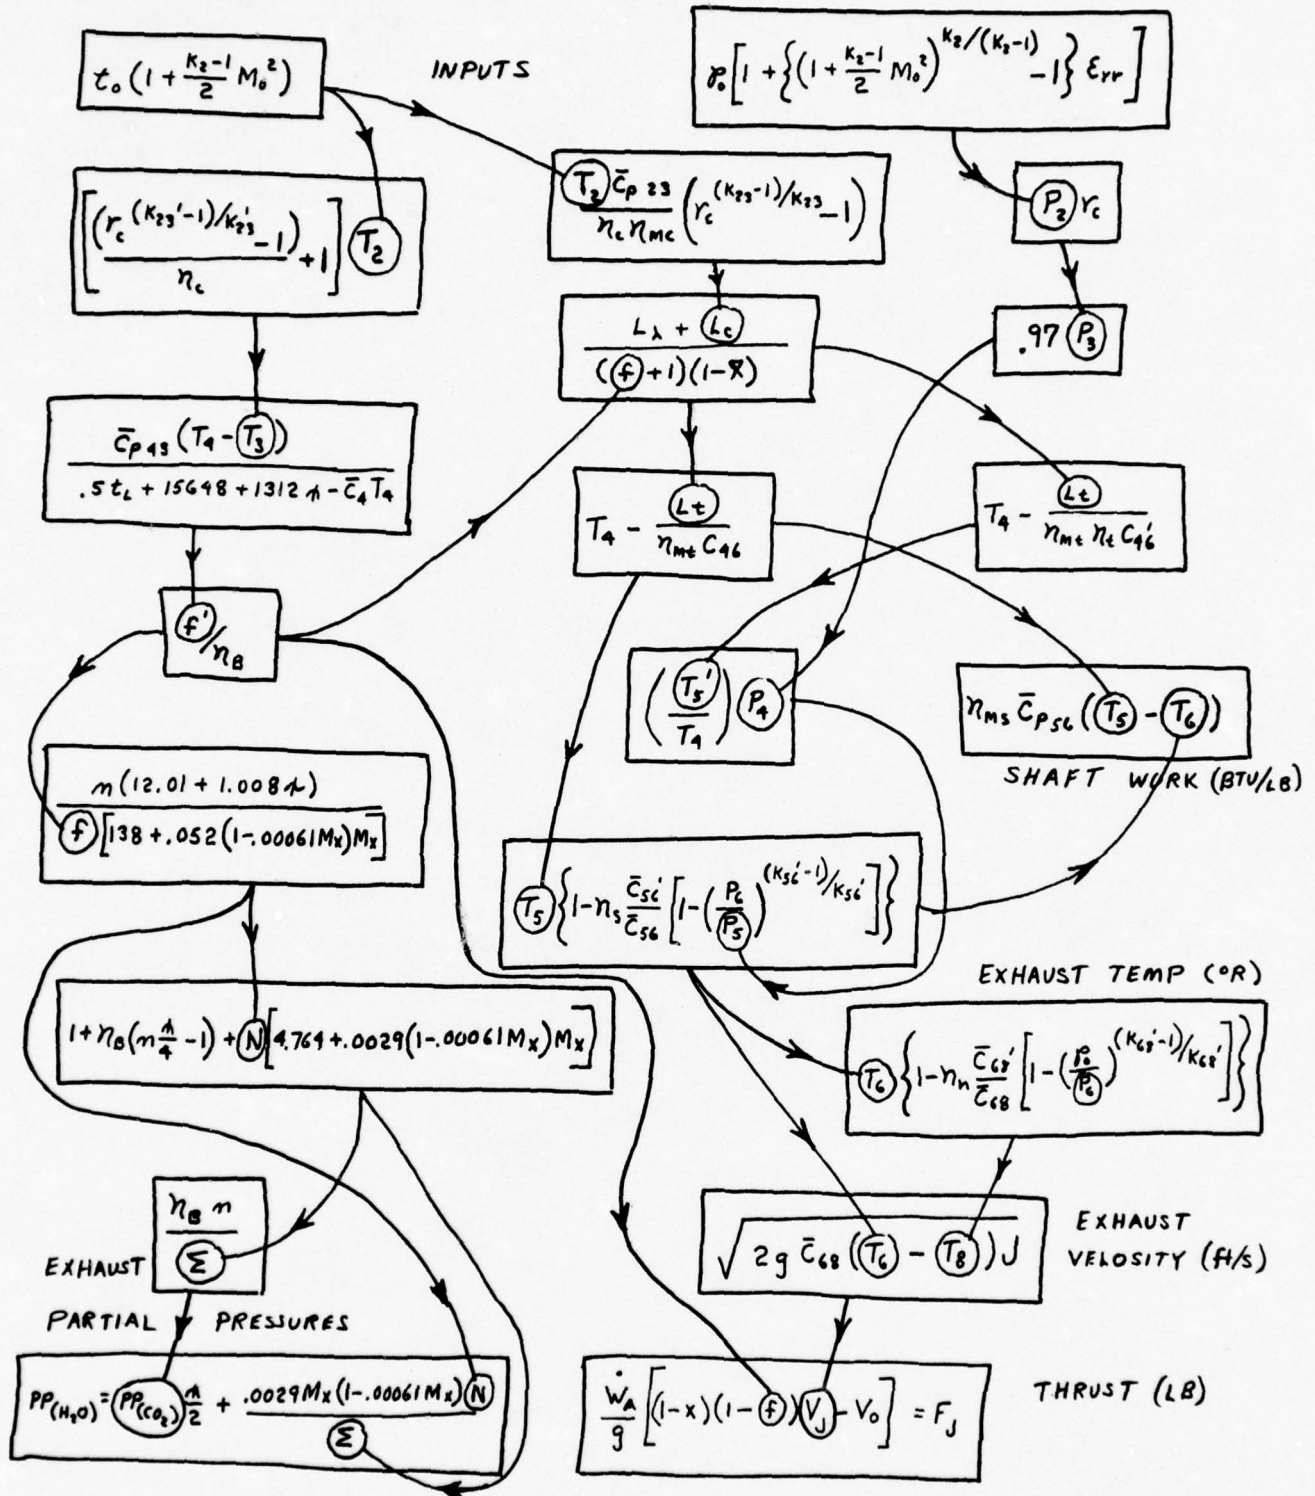 t₀(1 + (K₂-1)/2 M₀²)
INPUTS
p₀[1 + {(1 + (K₂-1)/2 M₀²)^(K₂/(K₂-1) -1} ε_rr]
[((r_c^((K₂₃'-1)/K₂₃') -1)/η_c) + 1] T₂
(T₂ c̄p₂₃)/(η_c η_mc) (r_c^((K₂₃-1)/K₂₃) -1)
P₂ r_c
(L_λ + L_c)/((f+1)(1-x))
.97 P₃
c̄p₄₃(T₄-T₃)/(.5t_L + 15648 + 1312 r - c̄₄T₄)
T₄ - L_t/(η_mt C₄₆)
T₄ - L_t/(η_mt η_t C₄₆')
f'/η_B
(T₅'/T₄) P₄
η_ms c̄p₅₆(T₅ - T₆)
SHAFT WORK (BTU/LB)
n(12.01 + 1.008r)/(f[138 + .052(1-.00061Mx)Mx])
T₅{1-η_s c̄₅₆'/c̄₅₆ [1-(P₆/P₅)^((K₅₆'-1)/K₅₆')]}
EXHAUST TEMP (°R)
1 + η_B(n r/4 -1) + N[4.764 + .0029(1-.00061Mx)Mx]
T₆{1-η_n c̄₆₈'/c̄₆₈ [1-(p₀/P₆)^((K₆₈'-1)/K₆₈')]}
η_B n/Σ
√(2g c̄₆₈(T₆ - T₈)J)
EXHAUST
VELOSITY (ft/s)
EXHAUST
PARTIAL PRESSURES
PP(H₂O) = PP(CO₂) r/2 + .0029Mx(1-.00061Mx)N/Σ
Ẇ_A/g [(1-x)(1-f)V_J - V₀] = F_J
THRUST (LB)